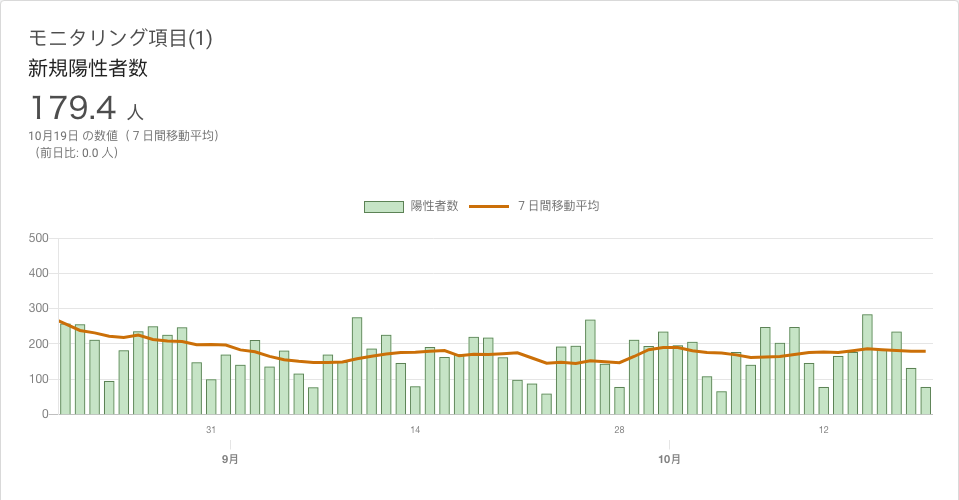 モニタリング項目(1)
新規陽性者数
179.4 人
10月19日 の数値（７日間移動平均）
（前日比: 0.0 人）
陽性者数 ７日間移動平均
500
400
300
200
100
0
31 14 28 12
9月 10月